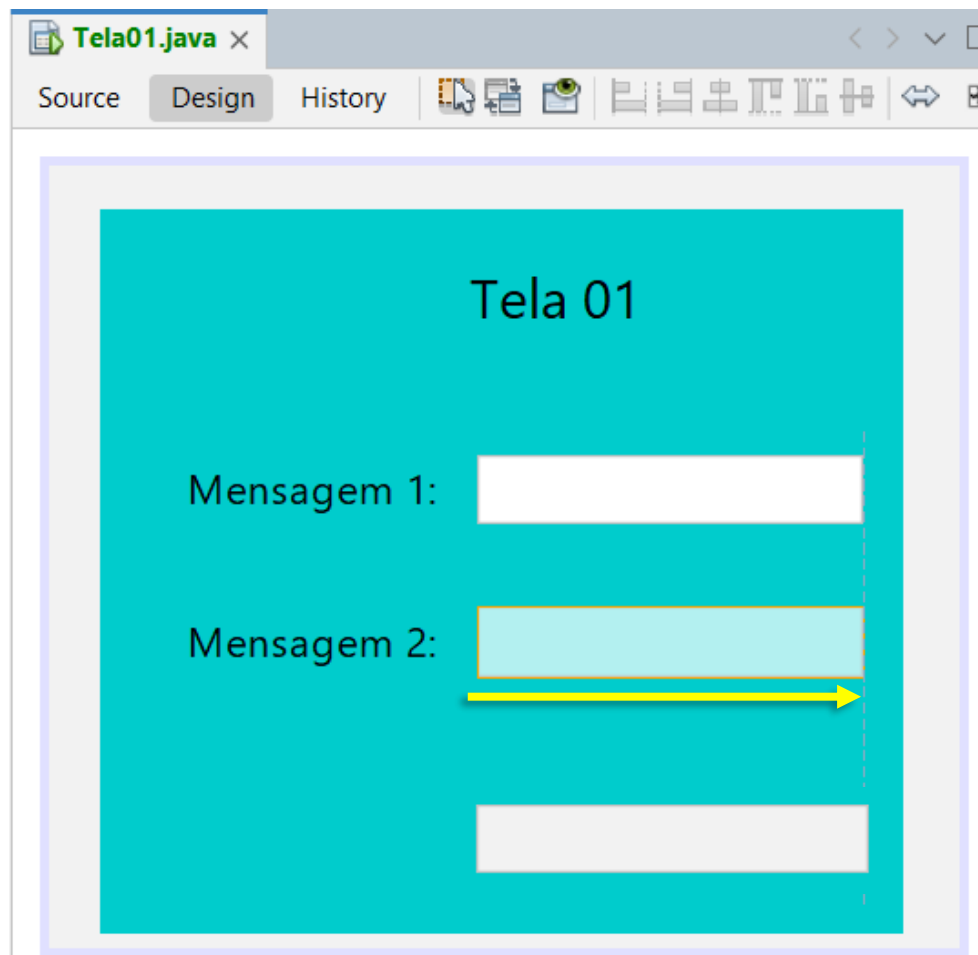 Tela01.java
Source Design History
Tela 01
Mensagem 1:
Mensagem 2: